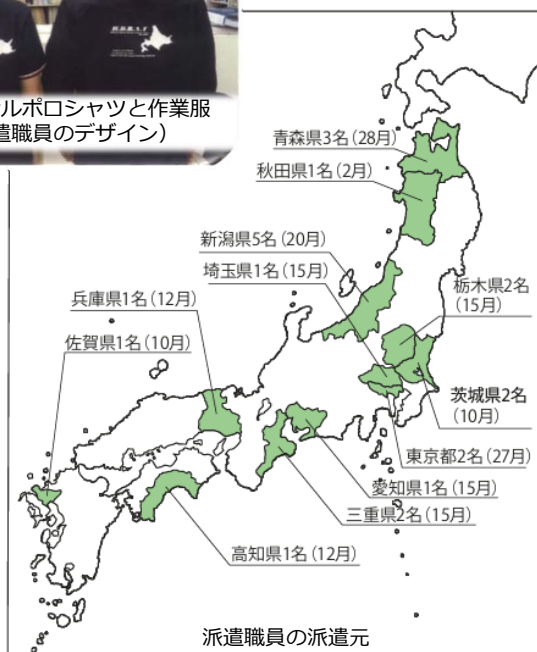 ルポロシャツと作業服
遣職員のデザイン）
青森県3名（28月）
秋田県1名（2月）
新潟県5名（20月）
埼玉県1名（15月）
栃木県2名
（15月）
兵庫県1名（12月）
佐賀県1名（10月）
茨城県2名
（10月）
東京都2名（27月）
愛知県1名（15月）
三重県2名（15月）
高知県1名（12月）
派遣職員の派遣元